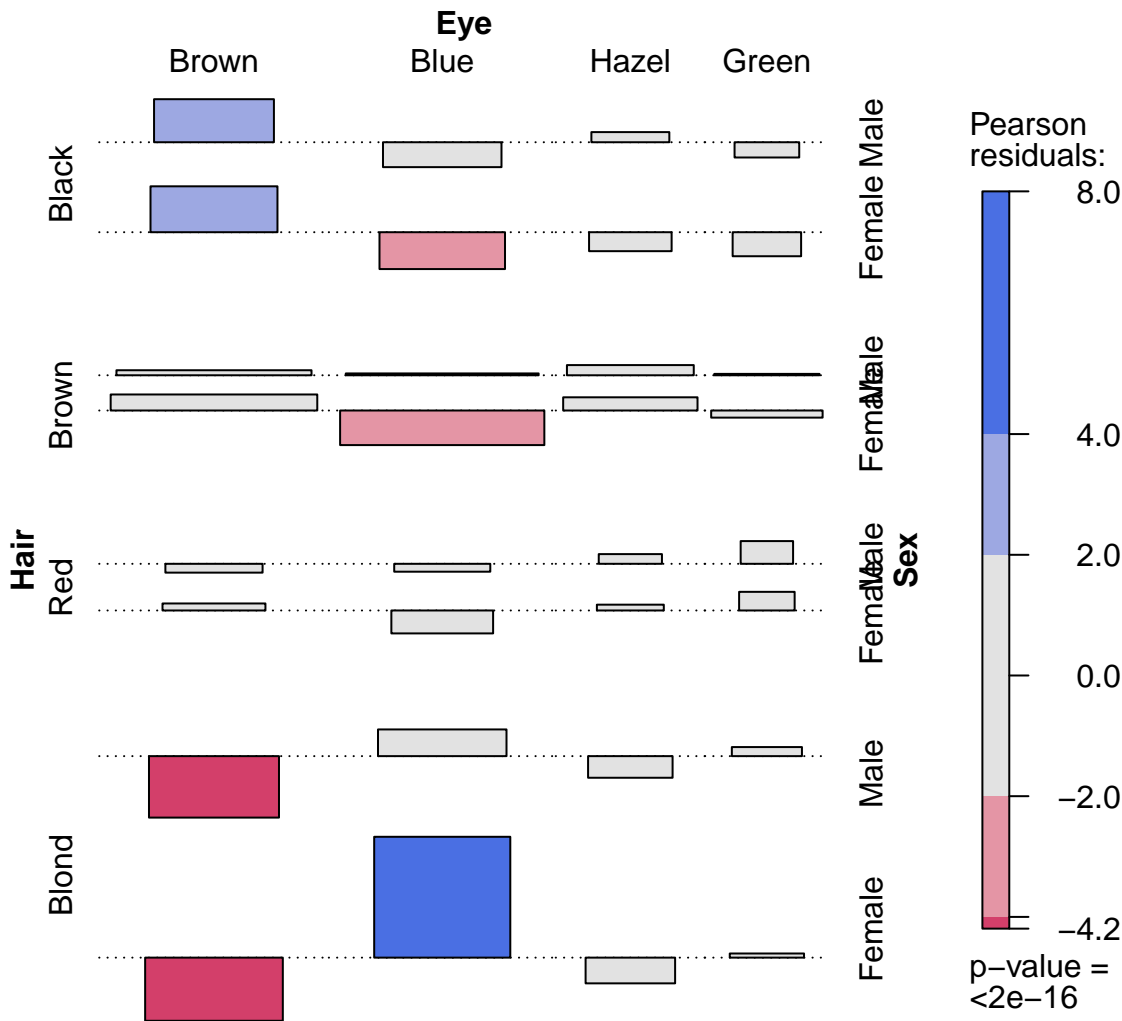 Eye
Brown Blue Hazel Green
Hair
Black
Brown
Red
Blond
Male
Female
Male
Female
Male
Female
Male
Female
Sex
Pearson
residuals:
8.0
4.0
2.0
0.0
−2.0
−4.2
p−value =
<2e−16